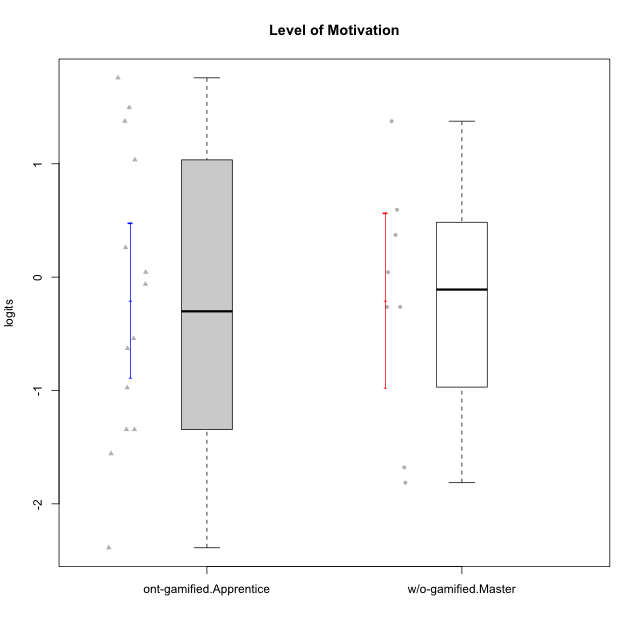 Level of Motivation
logits
1
0
-1
-2
ont-gamified.Apprentice
w/o-gamified.Master